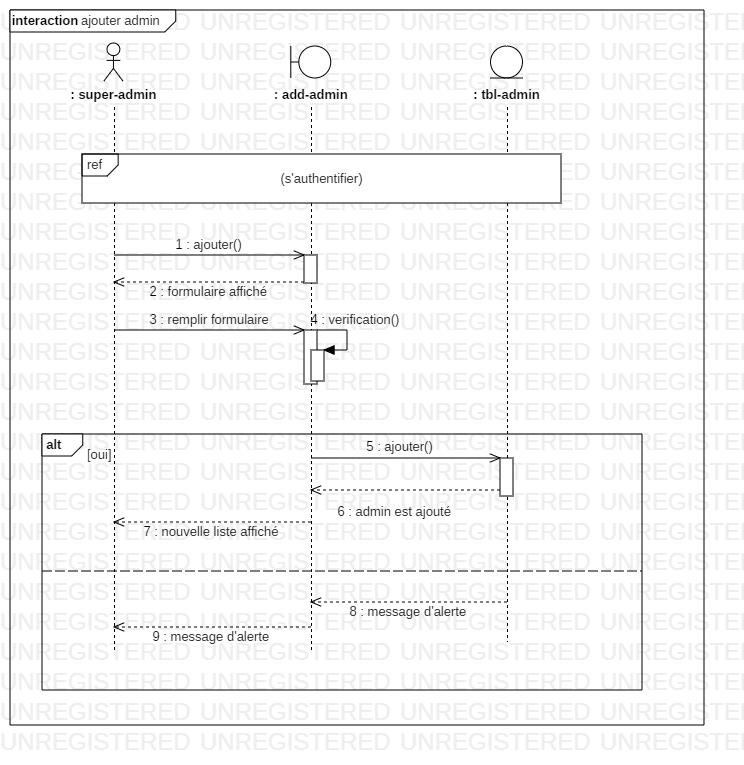 interaction ajouter admin
: super-admin
: add-admin
: tbl-admin
ref
(s'authentifier)
1 : ajouter()
2 : formulaire affiché
3 : remplir formulaire
4 : verification()
alt
[oui]
5 : ajouter()
6 : admin est ajouté
7 : nouvelle liste affiché
8 : message d'alerte
9 : message d'alerte
UNREGISTERED